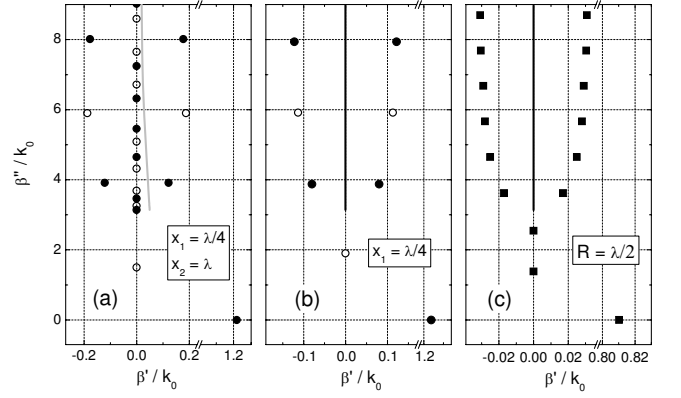 8
6
4
2
0
β'' / k₀
x₁ = λ/4
x₂ = λ
x₁ = λ/4
R = λ/2
(a)
(b)
(c)
-0.2 0.0 0.2 1.2
-0.1 0.0 0.1 1.2
-0.02 0.00 0.02 0.80 0.82
β' / k₀
β' / k₀
β' / k₀